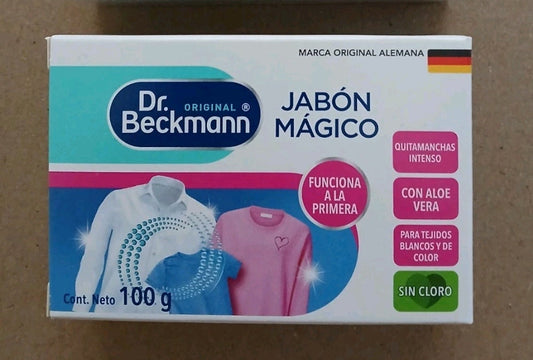 MARCA ORIGINAL ALEMANA
Dr.
ORIGINAL ®
Beckmann
JABÓN
MÁGICO
FUNCIONA
A LA
PRIMERA
QUITAMANCHAS
INTENSO
CON ALOE
VERA
PARA TEJIDOS
BLANCOS Y DE
COLOR
SIN CLORO
Cont. Neto 100 g